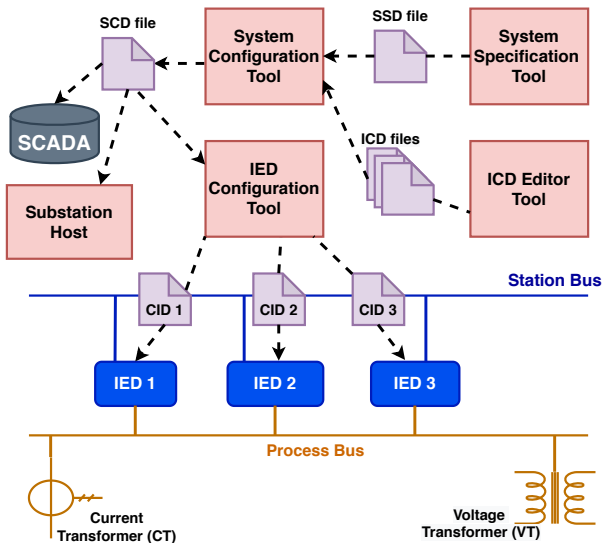 SCD file
SSD file
System
Configuration
Tool
System
Specification
Tool
SCADA
ICD files
IED
Configuration
Tool
ICD Editor
Tool
Substation
Host
Station Bus
CID 1
CID 2
CID 3
IED 1
IED 2
IED 3
Process Bus
Current
Transformer (CT)
Voltage
Transformer (VT)